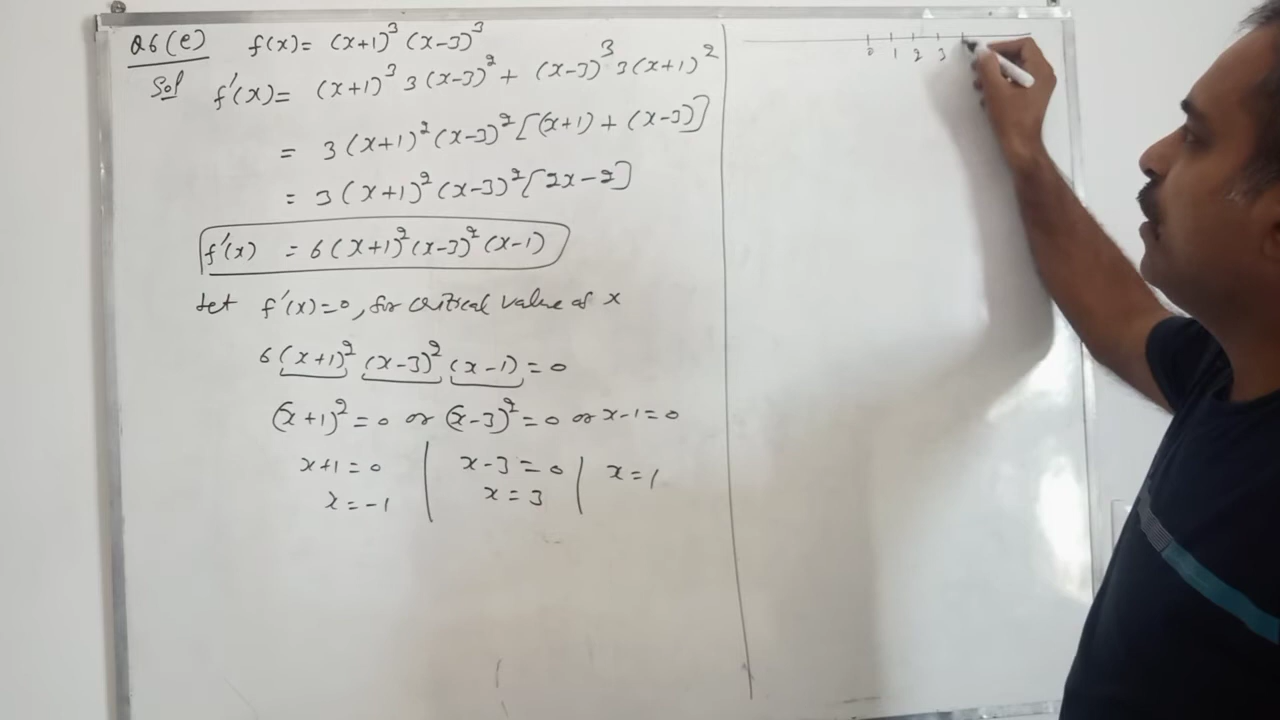 Q6(e) f(x) = (x+1)³ (x-3)³
Sol f'(x) = (x+1)³ 3(x-3)² + (x-3)³ 3(x+1)²
= 3(x+1)² (x-3)² [(x+1) + (x-3)]
= 3(x+1)² (x-3)² [2x-2]
f'(x) = 6(x+1)² (x-3)² (x-1)
Let f'(x)=0, for critical value of x
6(x+1)² (x-3)² (x-1) = 0
(x+1)² = 0 or (x-3)² = 0 or x-1=0
x+1 = 0 | x-3 = 0 | x=1
x = -1 | x = 3
0 1 2 3